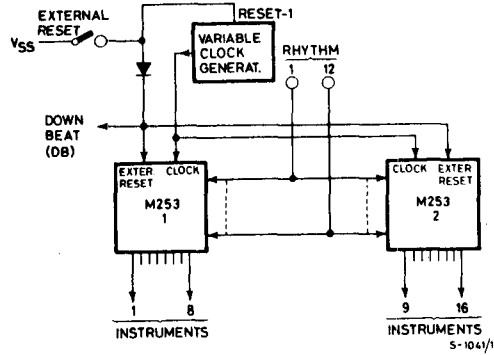 EXTERNAL
RESET
RESET-1
VSS
VARIABLE
CLOCK
GENERAT.
RHYTHM
1 12
DOWN
BEAT
(DB)
EXTER
RESET
CLOCK
M253
1
CLOCK
EXTER
RESET
M253
2
1 8
INSTRUMENTS
9 16
INSTRUMENTS
S-1041/1